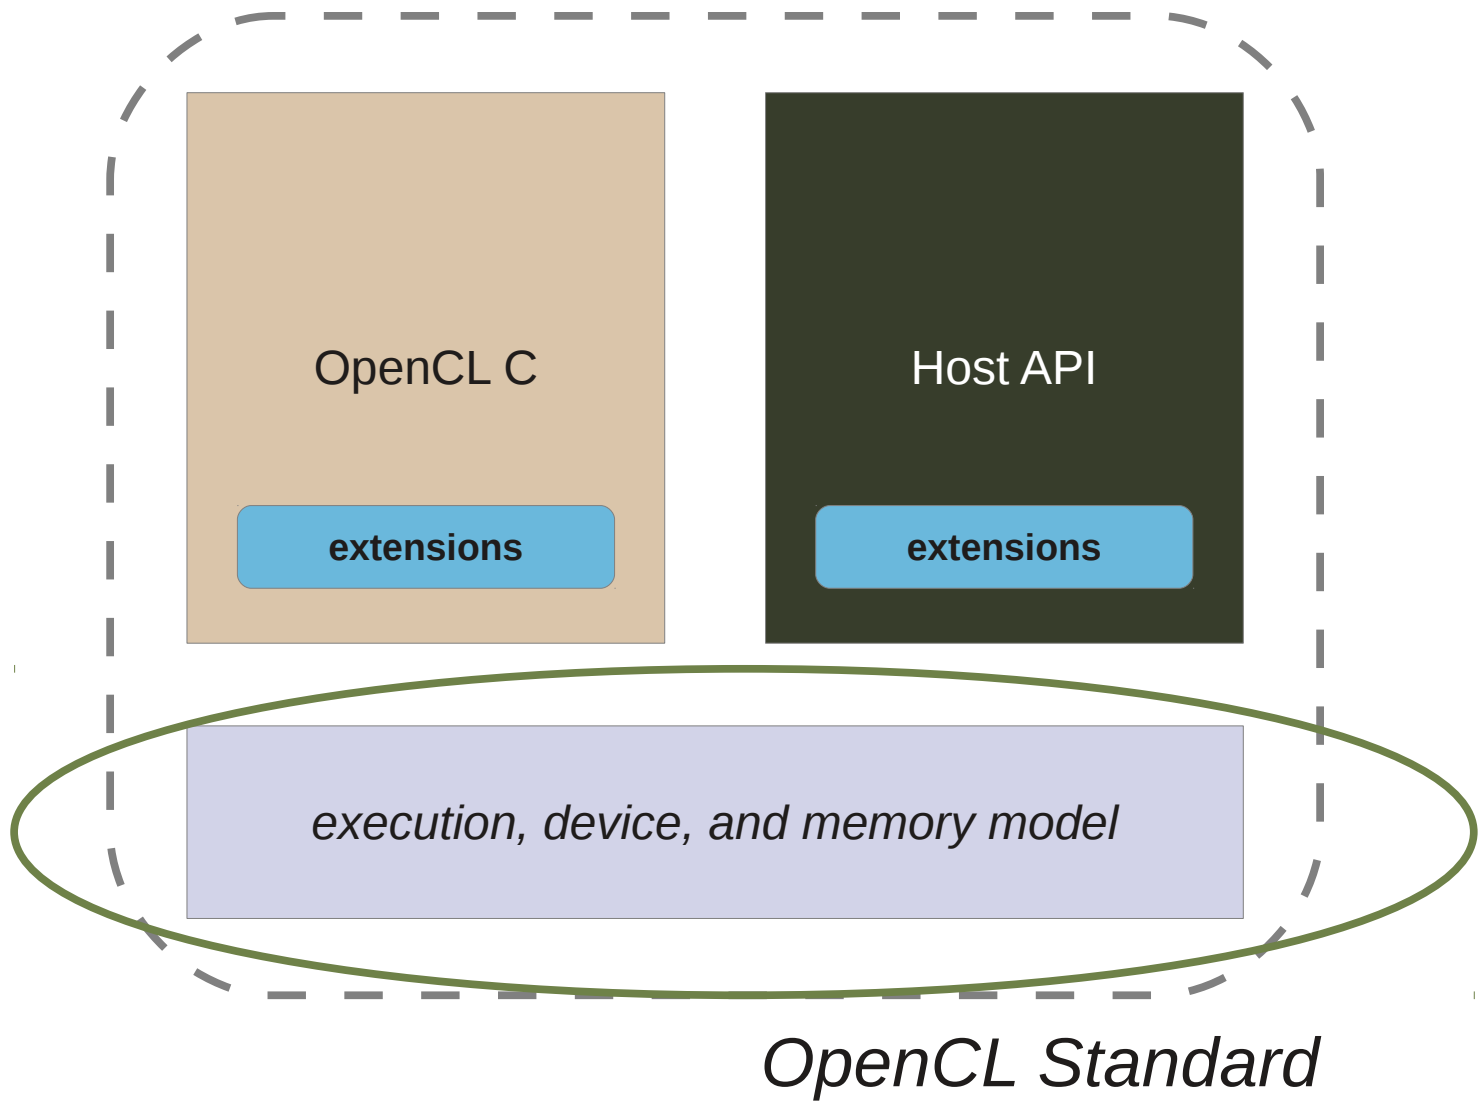 OpenCL C
Host API
extensions
extensions
execution, device, and memory model
OpenCL Standard